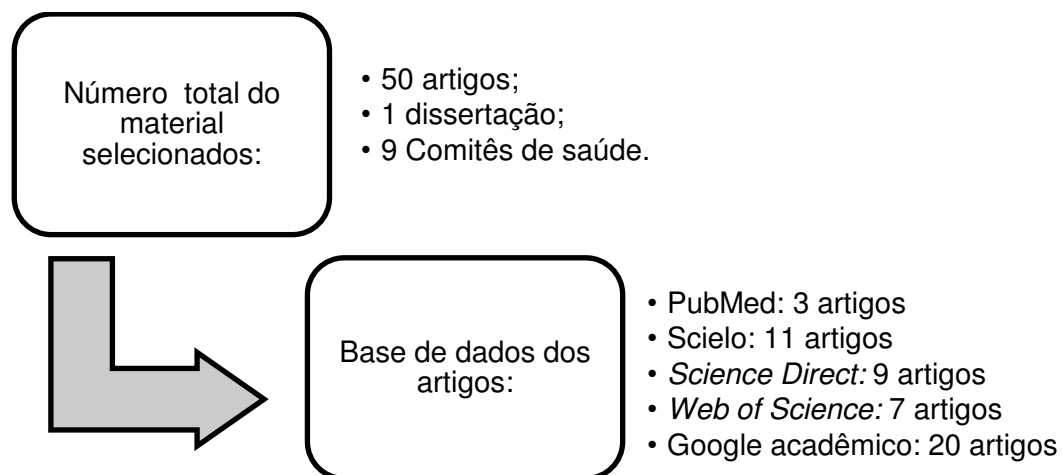 Número total do
material
selecionados:
• 50 artigos;
• 1 dissertação;
• 9 Comitês de saúde.
Base de dados dos
artigos:
• PubMed: 3 artigos
• Scielo: 11 artigos
• Science Direct: 9 artigos
• Web of Science: 7 artigos
• Google acadêmico: 20 artigos